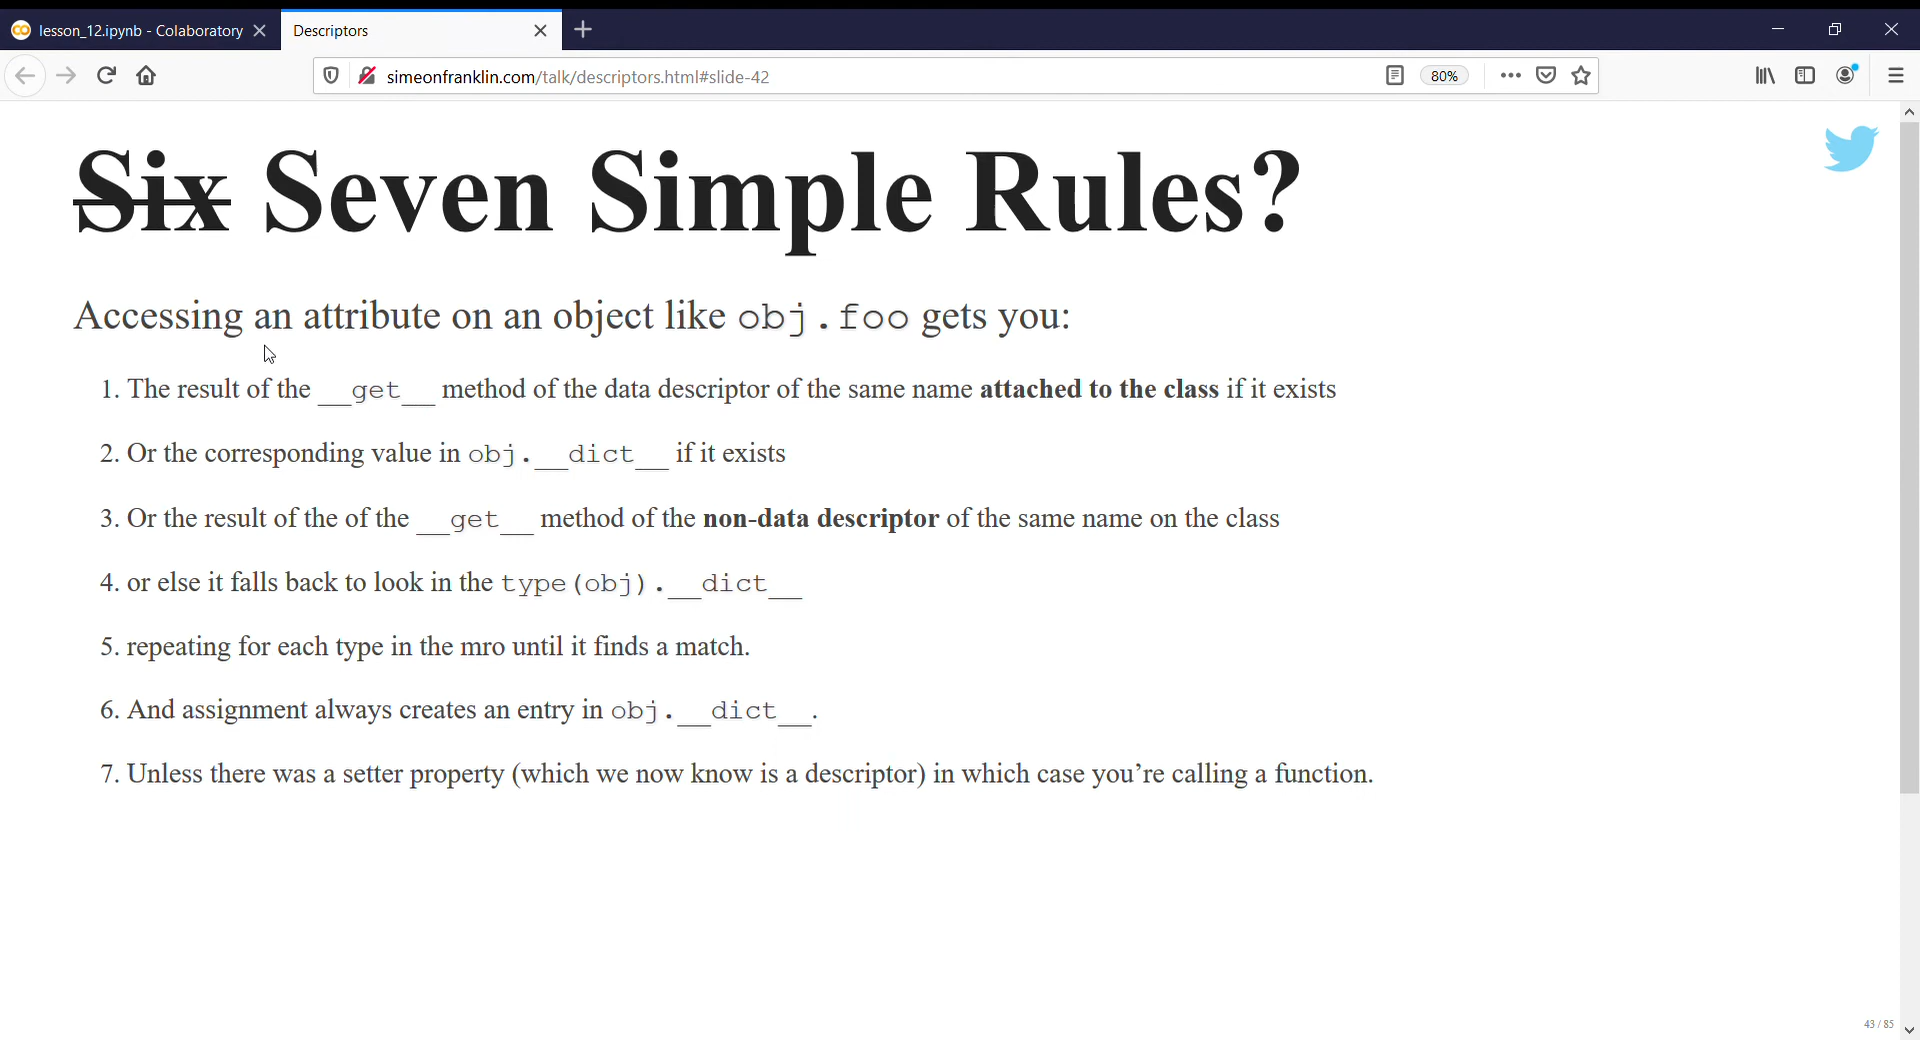 lesson_12.ipynb - Colaboratory
Descriptors
simeonfranklin.com/talk/descriptors.html#slide-42
80%
Six Seven Simple Rules?
Accessing an attribute on an object like obj.foo gets you:
1. The result of the __get__ method of the data descriptor of the same name attached to the class if it exists
2. Or the corresponding value in obj.__dict__ if it exists
3. Or the result of the of the __get__ method of the non-data descriptor of the same name on the class
4. or else it falls back to look in the type(obj).__dict__
5. repeating for each type in the mro until it finds a match.
6. And assignment always creates an entry in obj.__dict__.
7. Unless there was a setter property (which we now know is a descriptor) in which case you’re calling a function.
43 / 85